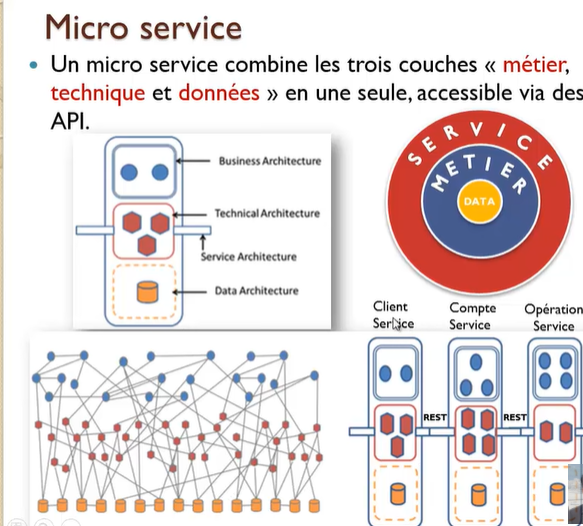 Micro service
• Un micro service combine les trois couches « métier,
technique et données » en une seule, accessible via des
API.
Business Architecture
Technical Architecture
Service Architecture
Data Architecture
SERVICE
METIER
DATA
Client
Service
Compte
Service
Opération
Service
REST
REST